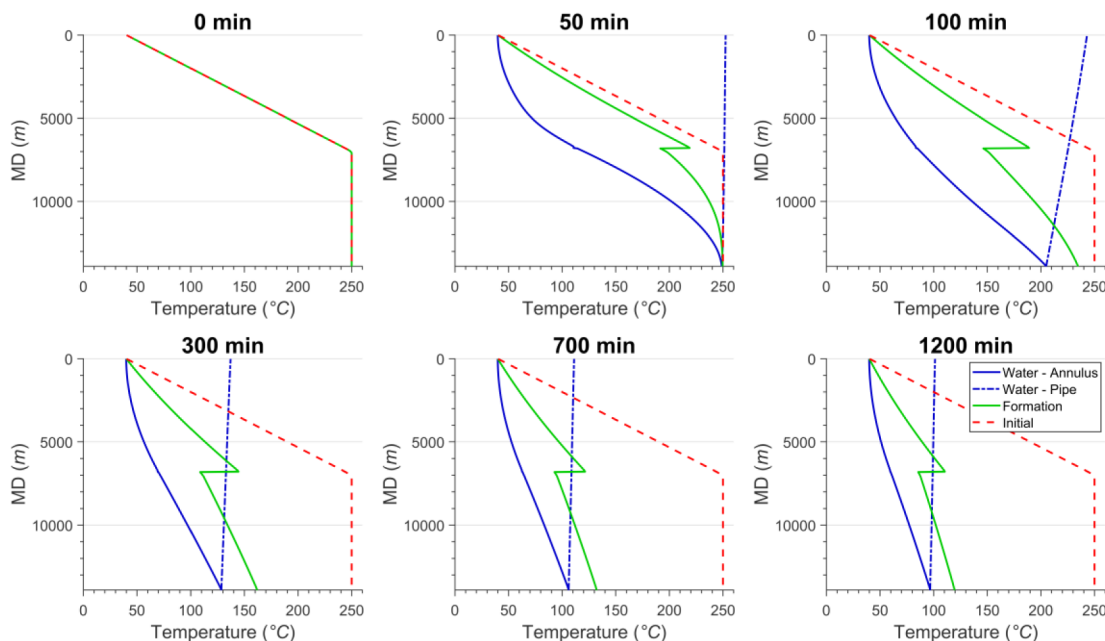 0 min
50 min
100 min
0
5000
10000
MD (m)
0 50 100 150 200 250
Temperature (°C)
0
5000
10000
MD (m)
0 50 100 150 200 250
Temperature (°C)
0
5000
10000
MD (m)
0 50 100 150 200 250
Temperature (°C)
300 min
700 min
1200 min
0
5000
10000
MD (m)
0 50 100 150 200 250
Temperature (°C)
0
5000
10000
MD (m)
0 50 100 150 200 250
Temperature (°C)
0
5000
10000
MD (m)
0 50 100 150 200 250
Temperature (°C)
Water - Annulus
Water - Pipe
Formation
Initial